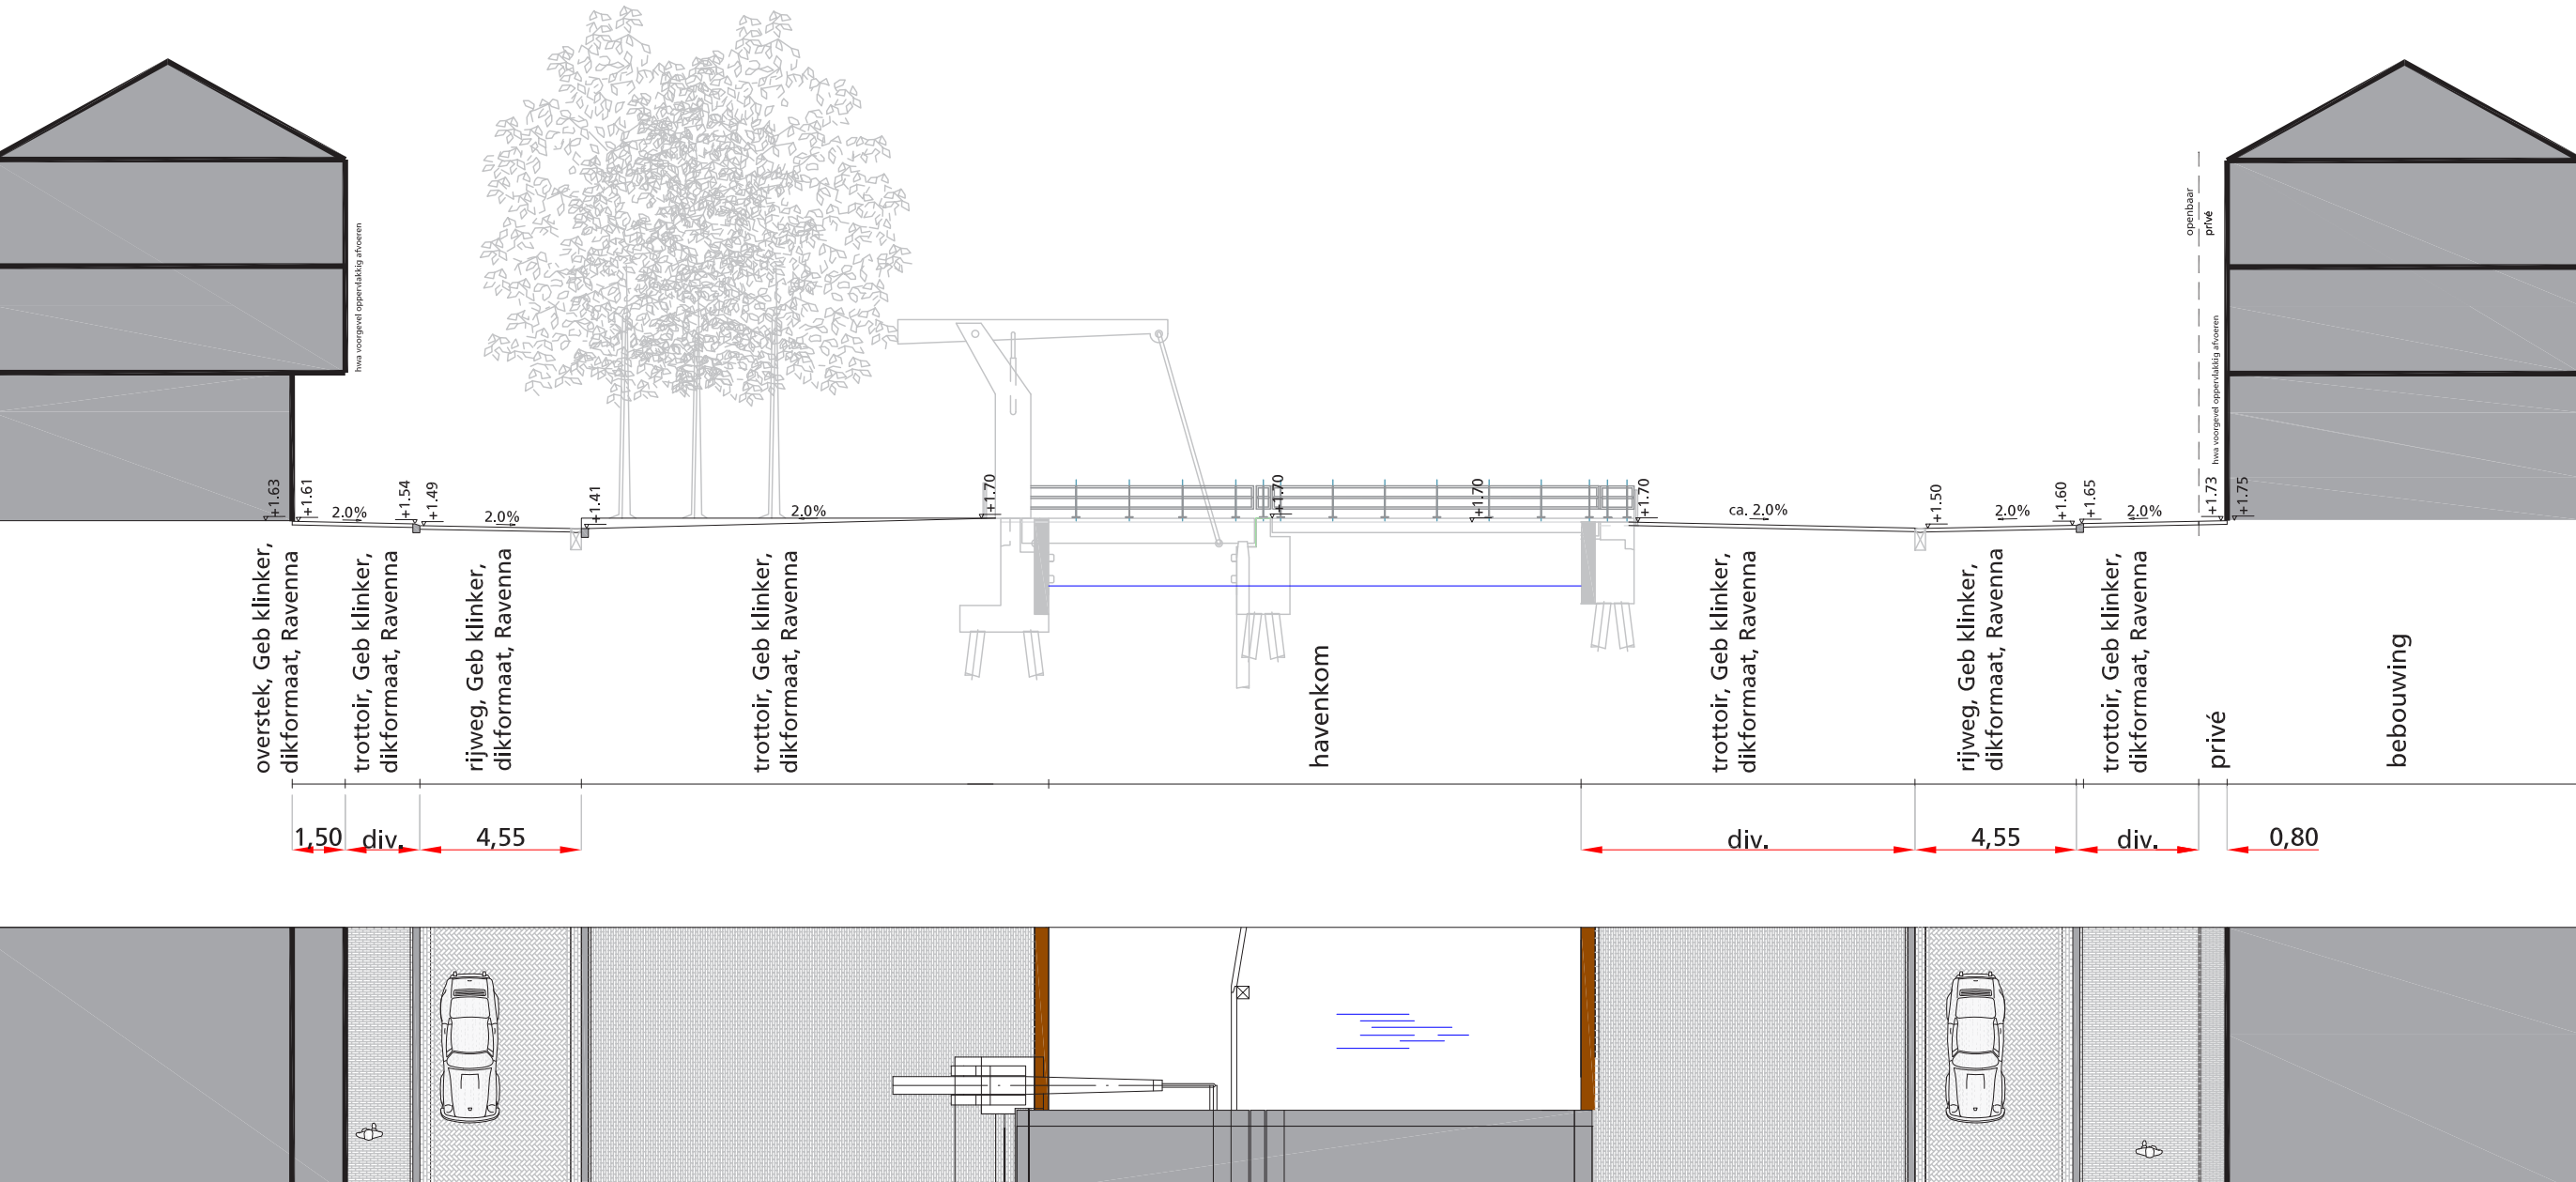 hwa voorgevel oppervlakkig afvoeren
openbaar
privé
hwa voorgevel oppervlakkig afvoeren
+1.63
+1.61
2.0%
+1.54
+1.49
2.0%
+1.41
2.0%
+1.70
+1.70
+1.70
+1.70
ca. 2.0%
+1.50
2.0%
+1.60
+1.65
2.0%
+1.73
+1.75
overstek, Geb klinker,
dikformaat, Ravenna
trottoir, Geb klinker,
dikformaat, Ravenna
rijweg, Geb klinker,
dikformaat, Ravenna
trottoir, Geb klinker,
dikformaat, Ravenna
havenkom
trottoir, Geb klinker,
dikformaat, Ravenna
rijweg, Geb klinker,
dikformaat, Ravenna
trottoir, Geb klinker,
dikformaat, Ravenna
privé
bebouwing
1,50
div.
4,55
div.
4,55
div.
0,80